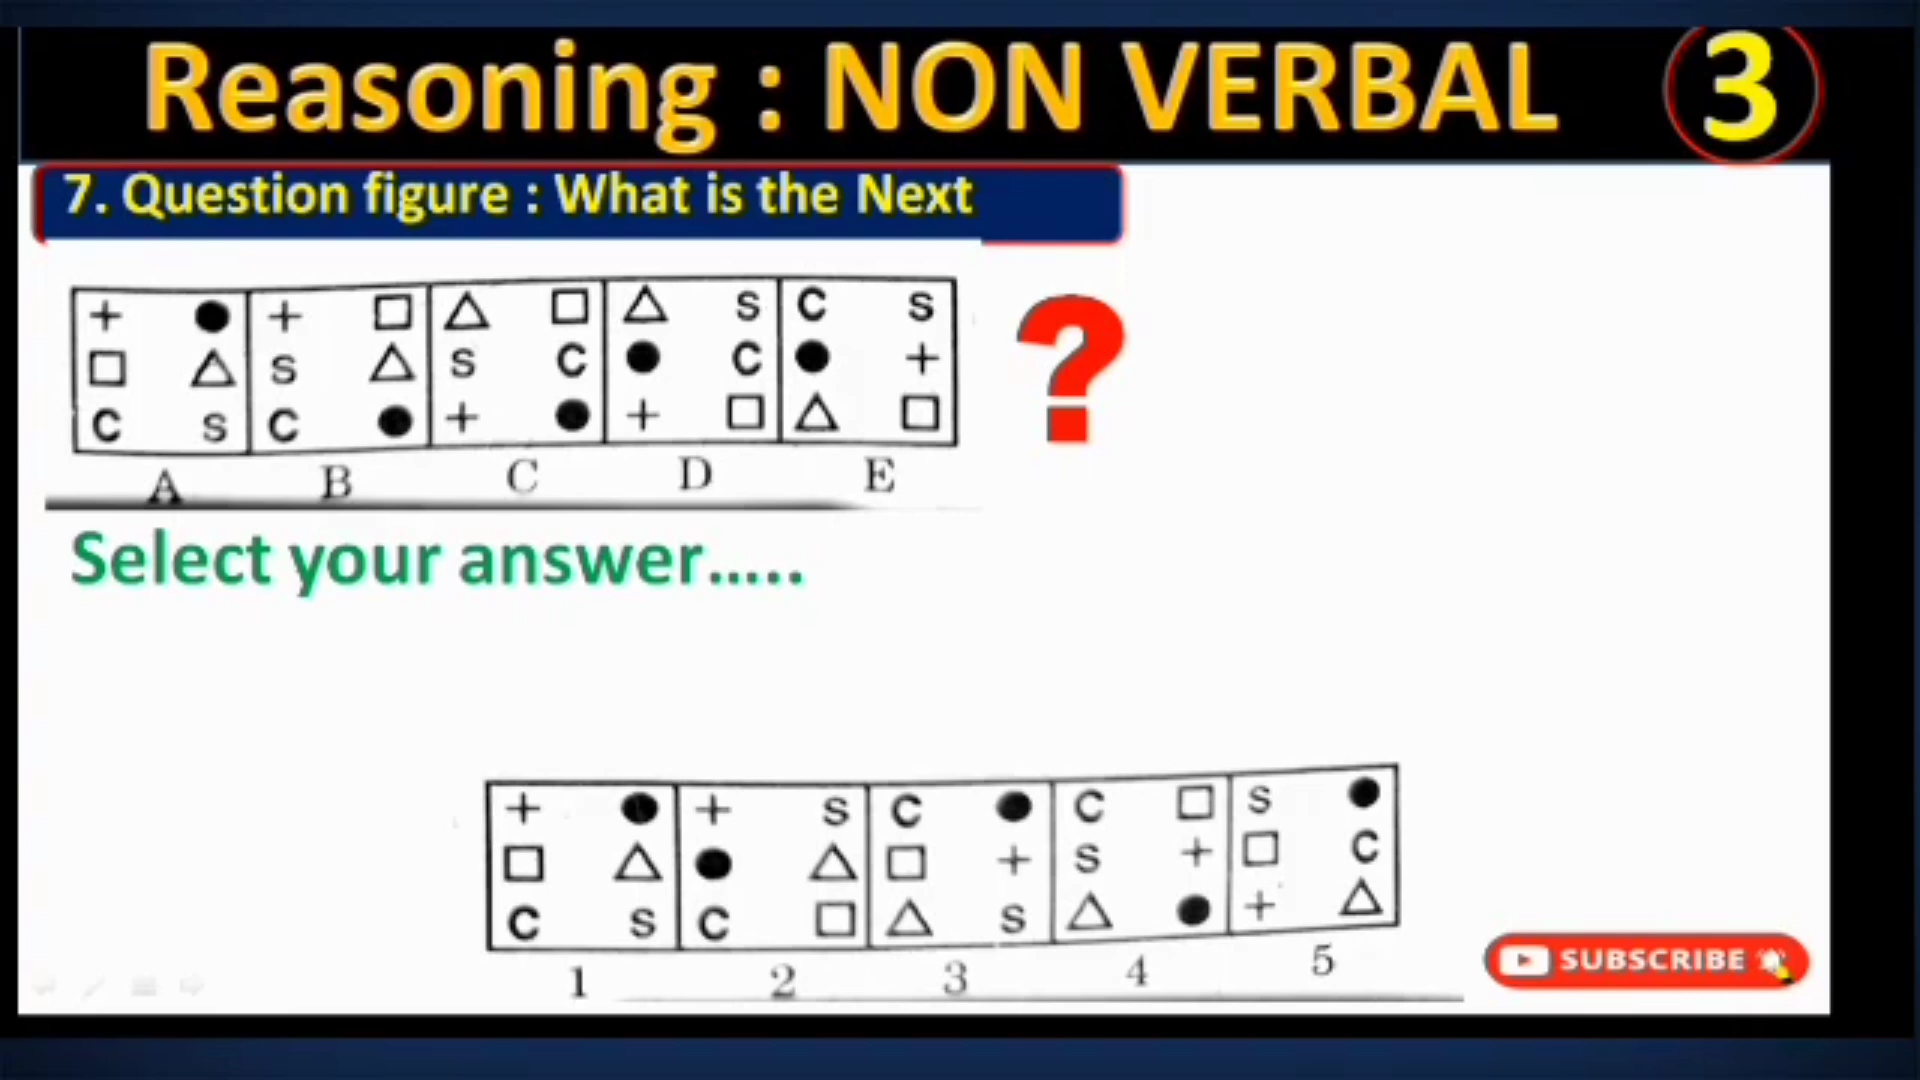 Reasoning : NON VERBAL 3
7. Question figure : What is the Next
+ ● + □ △ □ △ S C S
□ △ S △ S C ● C ● +
C S C ● + ● + □ △ □
?
A B C D E
Select your answer.....
+ ● + S C ● C □ S ●
□ △ ● △ □ + S + □ C
C S C □ △ S △ ● + △
1 2 3 4 5
SUBSCRIBE